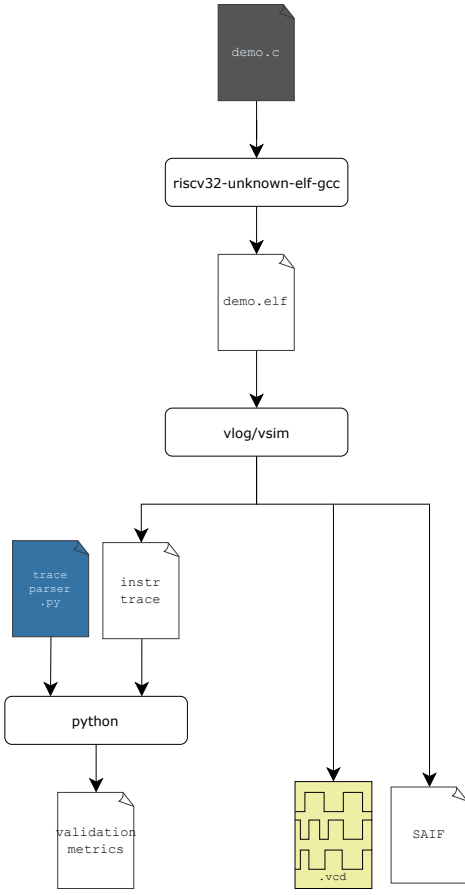 demo.c
riscv32-unknown-elf-gcc
demo.elf
vlog/vsim
trace
parser
.py
instr
trace
python
validation
metrics
.vcd
SAIF